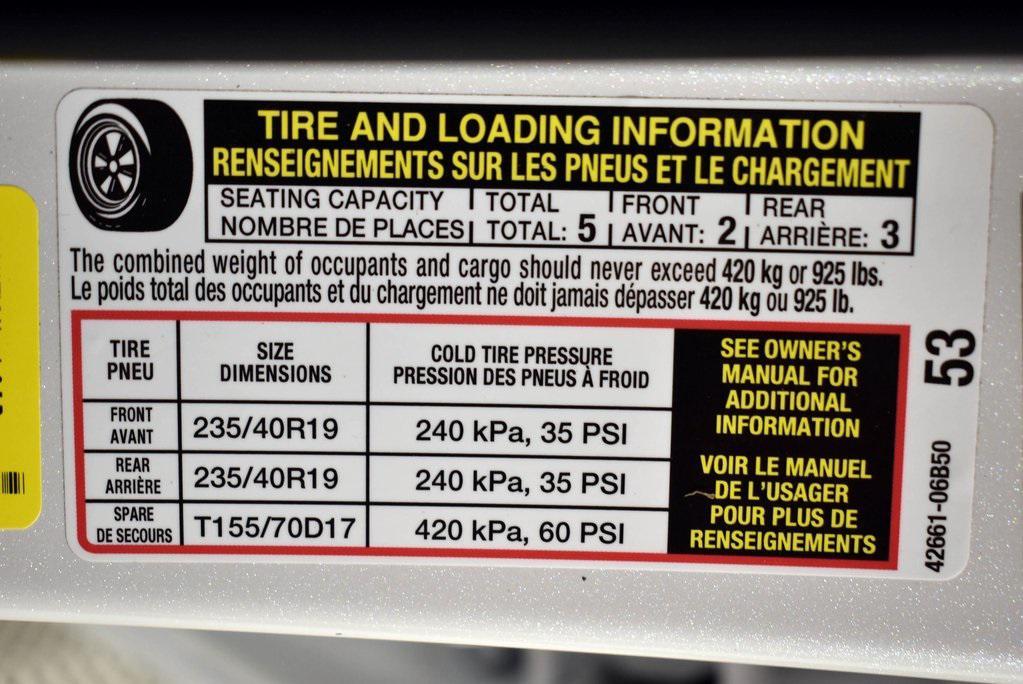 TIRE AND LOADING INFORMATION
RENSEIGNEMENTS SUR LES PNEUS ET LE CHARGEMENT
SEATING CAPACITY TOTAL FRONT REAR
NOMBRE DE PLACES TOTAL: 5 AVANT: 2 ARRIÈRE: 3
The combined weight of occupants and cargo should never exceed 420 kg or 925 lbs.
Le poids total des occupants et du chargement ne doit jamais dépasser 420 kg ou 925 lb.
TIRE SIZE COLD TIRE PRESSURE
PNEU DIMENSIONS PRESSION DES PNEUS À FROID
FRONT
AVANT 235/40R19 240 kPa, 35 PSI
REAR
ARRIÈRE 235/40R19 240 kPa, 35 PSI
SPARE
DE SECOURS T155/70D17 420 kPa, 60 PSI
SEE OWNER'S
MANUAL FOR
ADDITIONAL
INFORMATION
VOIR LE MANUEL
DE L'USAGER
POUR PLUS DE
RENSEIGNEMENTS
53
42661-06B50